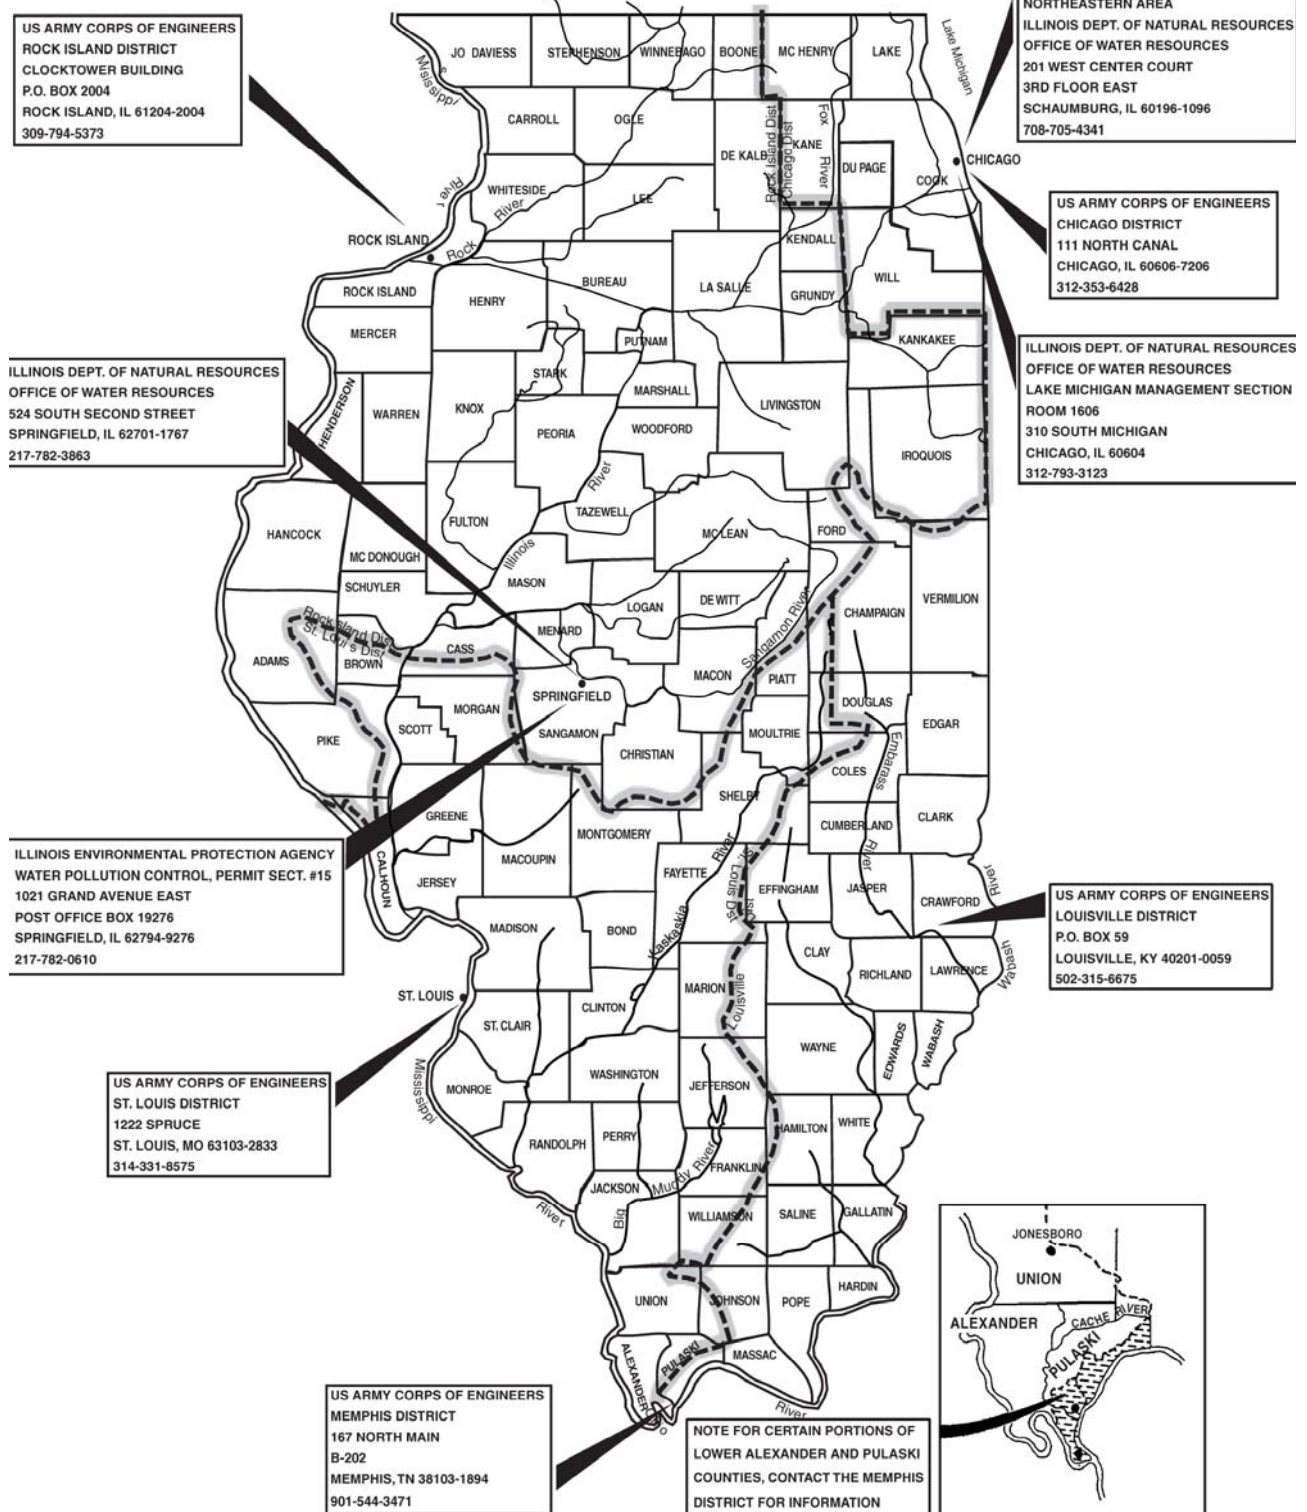 US ARMY CORPS OF ENGINEERS
ROCK ISLAND DISTRICT
CLOCKTOWER BUILDING
P.O. BOX 2004
ROCK ISLAND, IL 61204-2004
309-794-5373
NORTHEASTERN AREA
ILLINOIS DEPT. OF NATURAL RESOURCES
OFFICE OF WATER RESOURCES
201 WEST CENTER COURT
3RD FLOOR EAST
SCHAUMBURG, IL 60196-1096
708-705-4341
US ARMY CORPS OF ENGINEERS
CHICAGO DISTRICT
111 NORTH CANAL
CHICAGO, IL 60606-7206
312-353-6428
ILLINOIS DEPT. OF NATURAL RESOURCES
OFFICE OF WATER RESOURCES
LAKE MICHIGAN MANAGEMENT SECTION
ROOM 1606
310 SOUTH MICHIGAN
CHICAGO, IL 60604
312-793-3123
ILLINOIS DEPT. OF NATURAL RESOURCES
OFFICE OF WATER RESOURCES
524 SOUTH SECOND STREET
SPRINGFIELD, IL 62701-1767
217-782-3863
ILLINOIS ENVIRONMENTAL PROTECTION AGENCY
WATER POLLUTION CONTROL, PERMIT SECT. #15
1021 GRAND AVENUE EAST
POST OFFICE BOX 19276
SPRINGFIELD, IL 62794-9276
217-782-0610
US ARMY CORPS OF ENGINEERS
LOUISVILLE DISTRICT
P.O. BOX 59
LOUISVILLE, KY 40201-0059
502-315-6675
US ARMY CORPS OF ENGINEERS
ST. LOUIS DISTRICT
1222 SPRUCE
ST. LOUIS, MO 63103-2833
314-331-8575
US ARMY CORPS OF ENGINEERS
MEMPHIS DISTRICT
167 NORTH MAIN
B-202
MEMPHIS, TN 38103-1894
901-544-3471
NOTE FOR CERTAIN PORTIONS OF
LOWER ALEXANDER AND PULASKI
COUNTIES, CONTACT THE MEMPHIS
DISTRICT FOR INFORMATION
JO DAVIESS
STEPHENSON
WINNEBAGO
BOONE
MC HENRY
LAKE
Lake Michigan
Mississippi
River
CARROLL
OGLE
DE KALB
Rock Island Dist
Chicago Dist
KANE
Fox
River
DU PAGE
COOK
CHICAGO
WHITESIDE
LEE
Rock
River
ROCK ISLAND
KENDALL
ROCK ISLAND
HENRY
BUREAU
LA SALLE
GRUNDY
WILL
MERCER
PUTNAM
KANKAKEE
STARK
HENDERSON
WARREN
KNOX
MARSHALL
LIVINGSTON
PEORIA
WOODFORD
IROQUOIS
River
HANCOCK
FULTON
TAZEWELL
MC LEAN
FORD
MC DONOUGH
Illinois
SCHUYLER
MASON
LOGAN
DE WITT
CHAMPAIGN
VERMILION
Rock Island Dist
St. Louis Dist
MENARD
Sangamon River
ADAMS
BROWN
CASS
MACON
PIATT
SPRINGFIELD
DOUGLAS
EDGAR
PIKE
SCOTT
MORGAN
SANGAMON
CHRISTIAN
MOULTRIE
Embarass
River
COLES
SHELBY
GREENE
CLARK
MACOUPIN
MONTGOMERY
CUMBERLAND
CALHOUN
JERSEY
FAYETTE
Kaskaskia
River
St. Louis Dist
EFFINGHAM
JASPER
CRAWFORD
Wabash
River
MADISON
BOND
CLAY
RICHLAND
LAWRENCE
MARION
Louisville
Dist
ST. LOUIS
CLINTON
ST. CLAIR
WAYNE
EDWARDS
WABASH
WASHINGTON
JEFFERSON
MONROE
Mississippi
River
RANDOLPH
PERRY
HAMILTON
WHITE
FRANKLIN
JACKSON
Big
Muddy River
WILLIAMSON
SALINE
GALLATIN
UNION
JOHNSON
POPE
HARDIN
ALEXANDER
PULASKI
MASSAC
Ohio
River
JONESBORO
UNION
ALEXANDER
CACHE RIVER
PULASKI